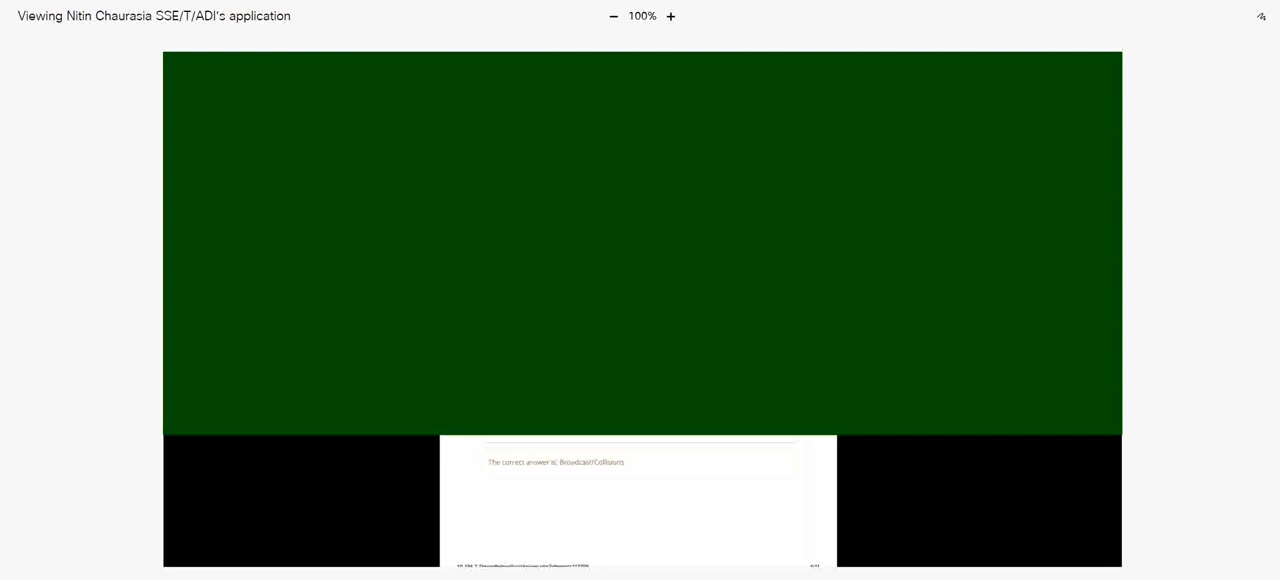 Viewing Nitin Chaurasia SSE/T/ADI's application
− 100% +
The correct answer is: Broadcast/Collisions